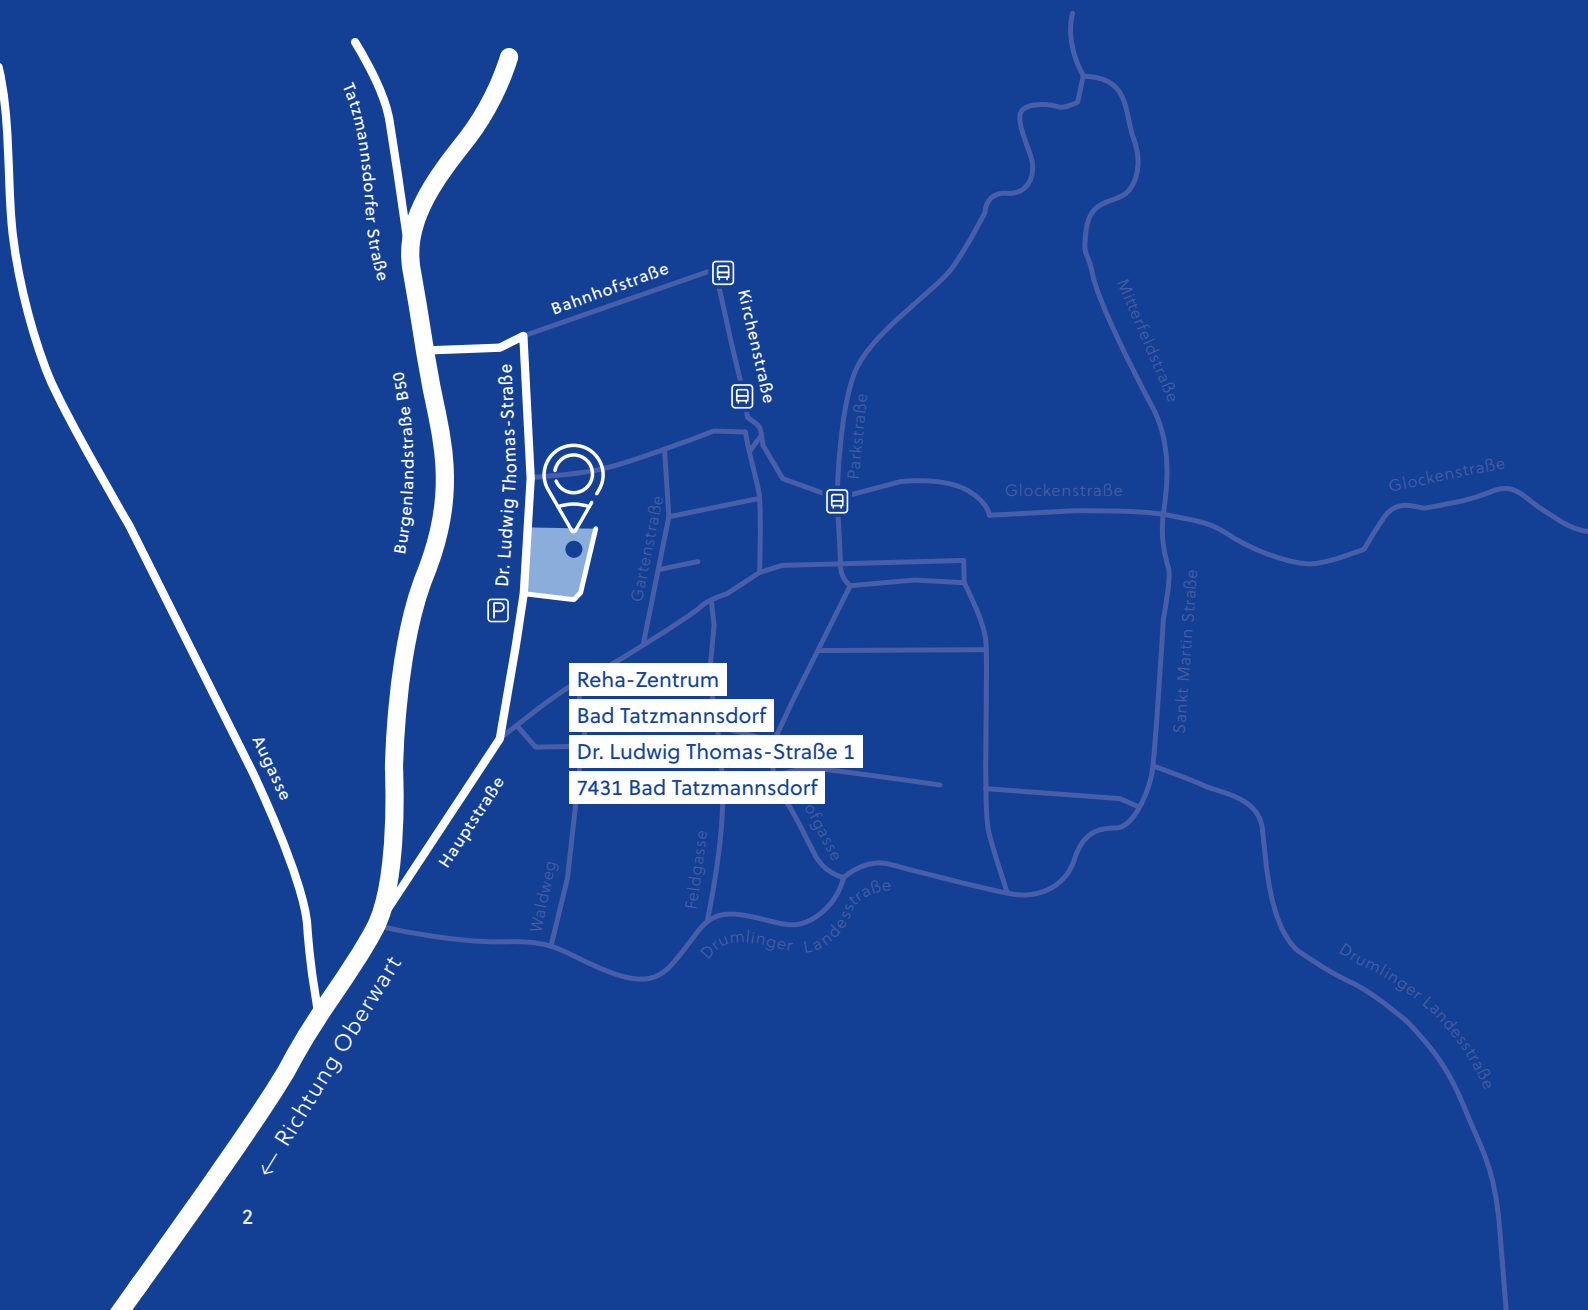 Tatzmannsdorfer Straße
Bahnhofstraße
Kirchenstraße
Mitterfeldstraße
Burgenlandstraße B50
Dr. Ludwig Thomas-Straße
Parkstraße
Glockenstraße
Glockenstraße
Gartenstraße
P
Sankt Martin Straße
Reha-Zentrum
Bad Tatzmannsdorf
Dr. Ludwig Thomas-Straße 1
7431 Bad Tatzmannsdorf
Augasse
Hauptstraße
ofgasse
Waldweg
Feldgasse
Drumlinger Landesstraße
Drumlinger Landesstraße
← Richtung Oberwart
2